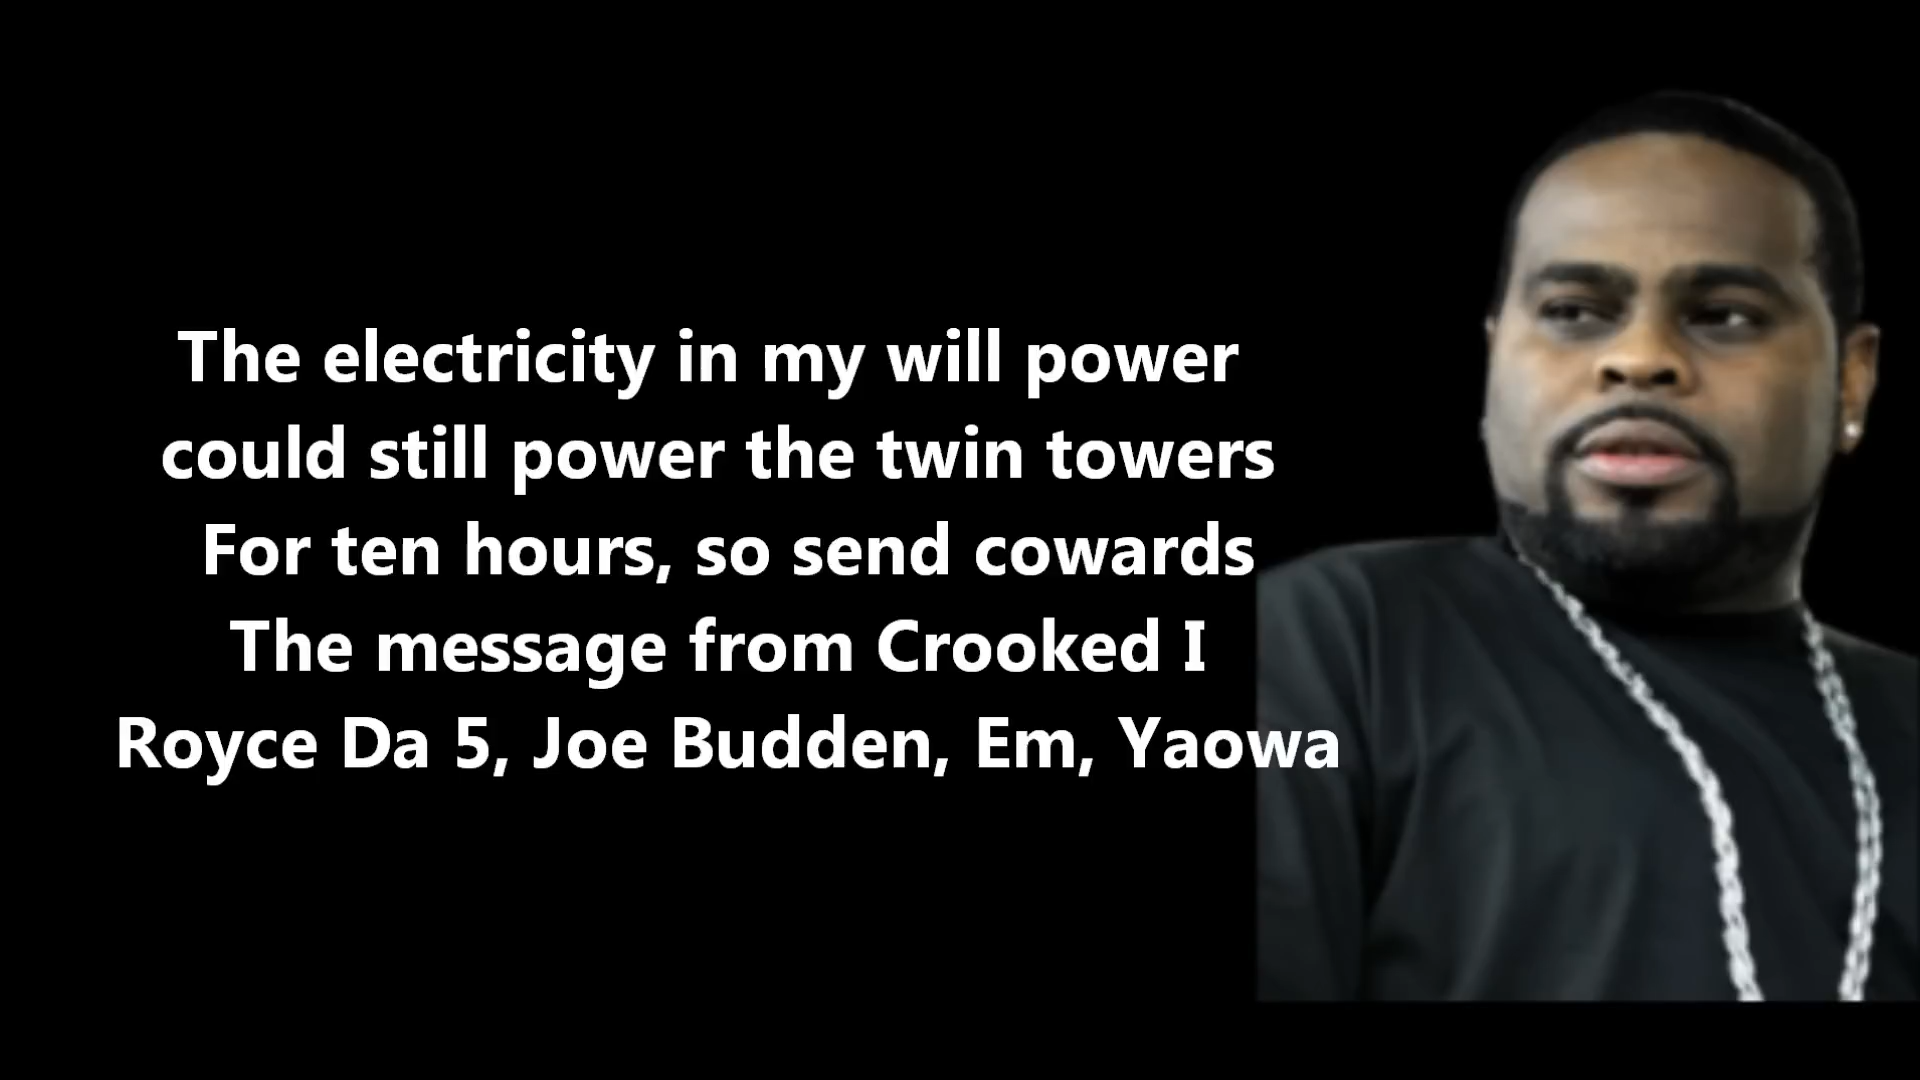 The electricity in my will power
could still power the twin towers
For ten hours, so send cowards
The message from Crooked I
Royce Da 5, Joe Budden, Em, Yaowa